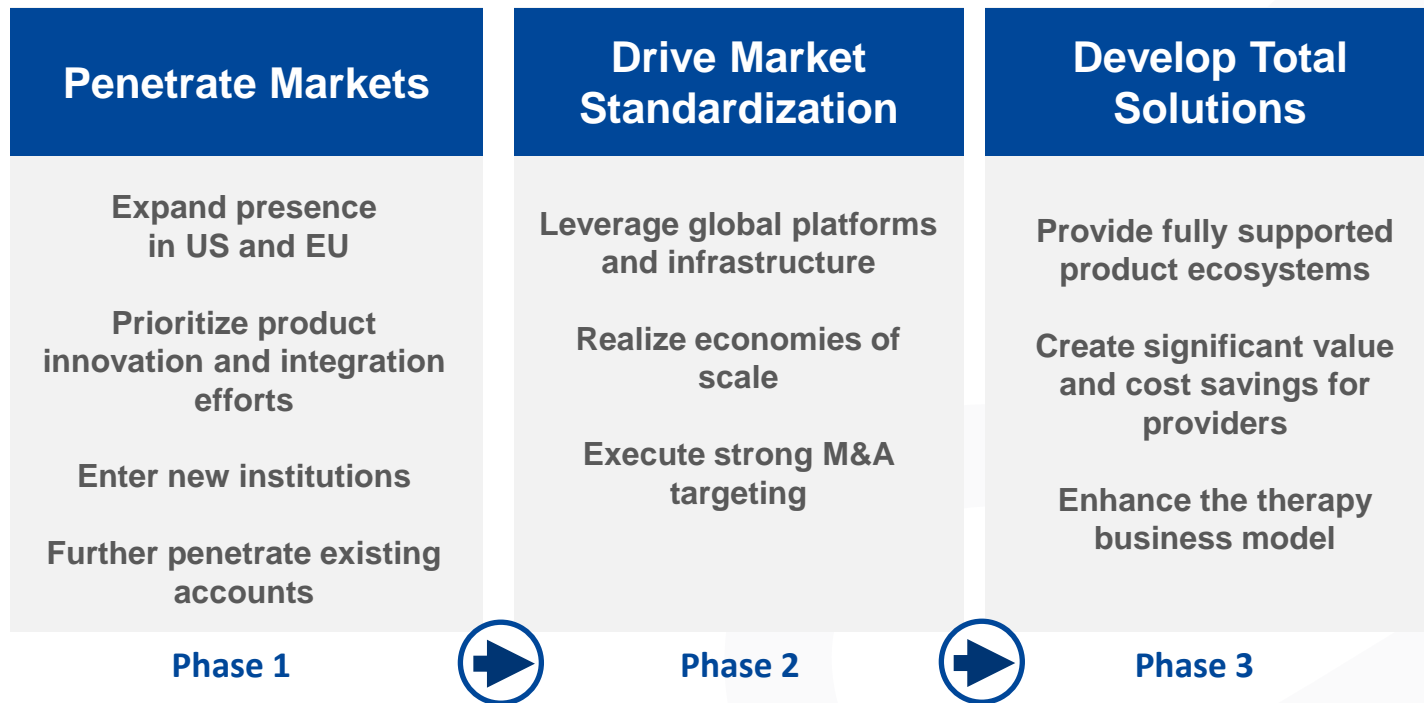 Penetrate Markets
Expand presence
in US and EU
Prioritize product
innovation and integration
efforts
Enter new institutions
Further penetrate existing
accounts
Phase 1
Drive Market
Standardization
Leverage global platforms
and infrastructure
Realize economies of
scale
Execute strong M&A
targeting
Phase 2
Develop Total
Solutions
Provide fully supported
product ecosystems
Create significant value
and cost savings for
providers
Enhance the therapy
business model
Phase 3